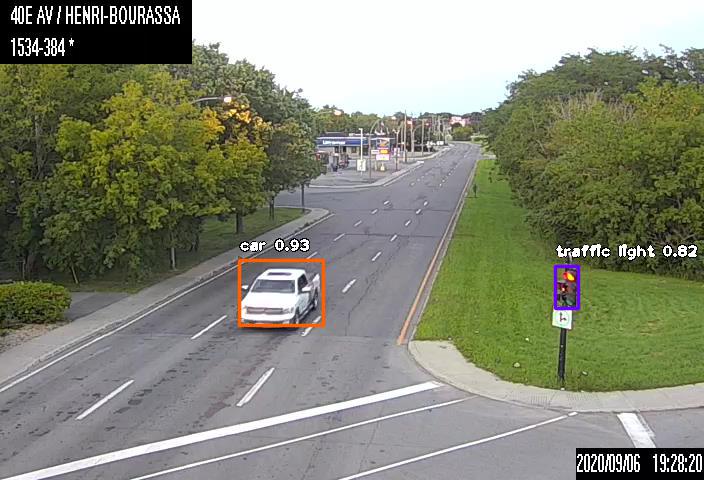 40E AV / HENRI-BOURASSA
1534-384 *
car 0.93
traffic light 0.82
2020/09/06 19:28:20